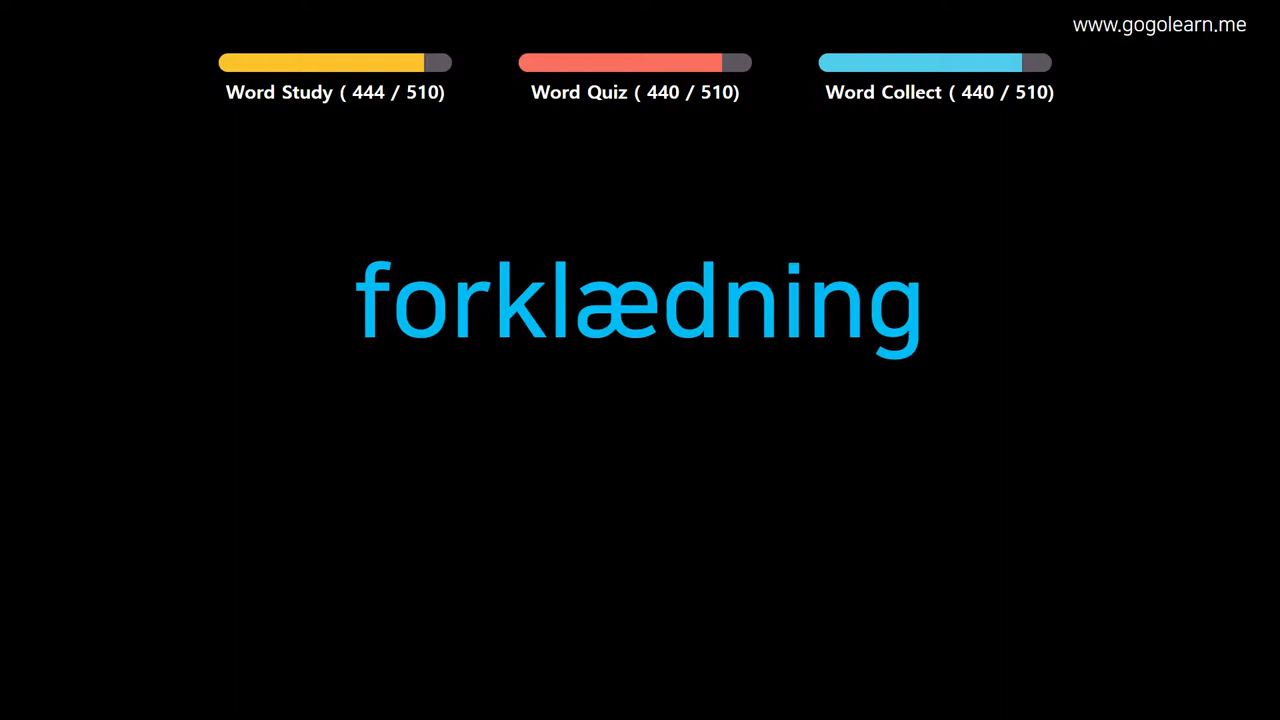 www.gogolearn.me
Word Study ( 444 / 510)
Word Quiz ( 440 / 510)
Word Collect ( 440 / 510)
forklædning